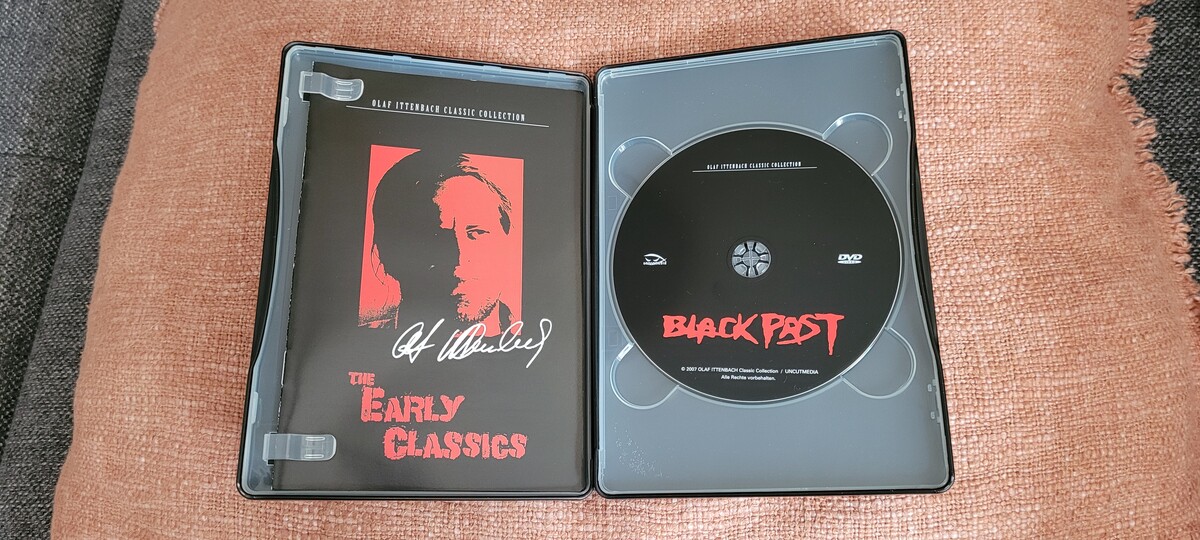 OLAF ITTENBACH CLASSIC COLLECTION
THE
EARLY
CLASSICS
OLAF ITTENBACH CLASSIC COLLECTION
DVD
BLACK PAST
© 2007 OLAF ITTENBACH Classic Collection / UNCUTMEDIA
Alle Rechte vorbehalten.